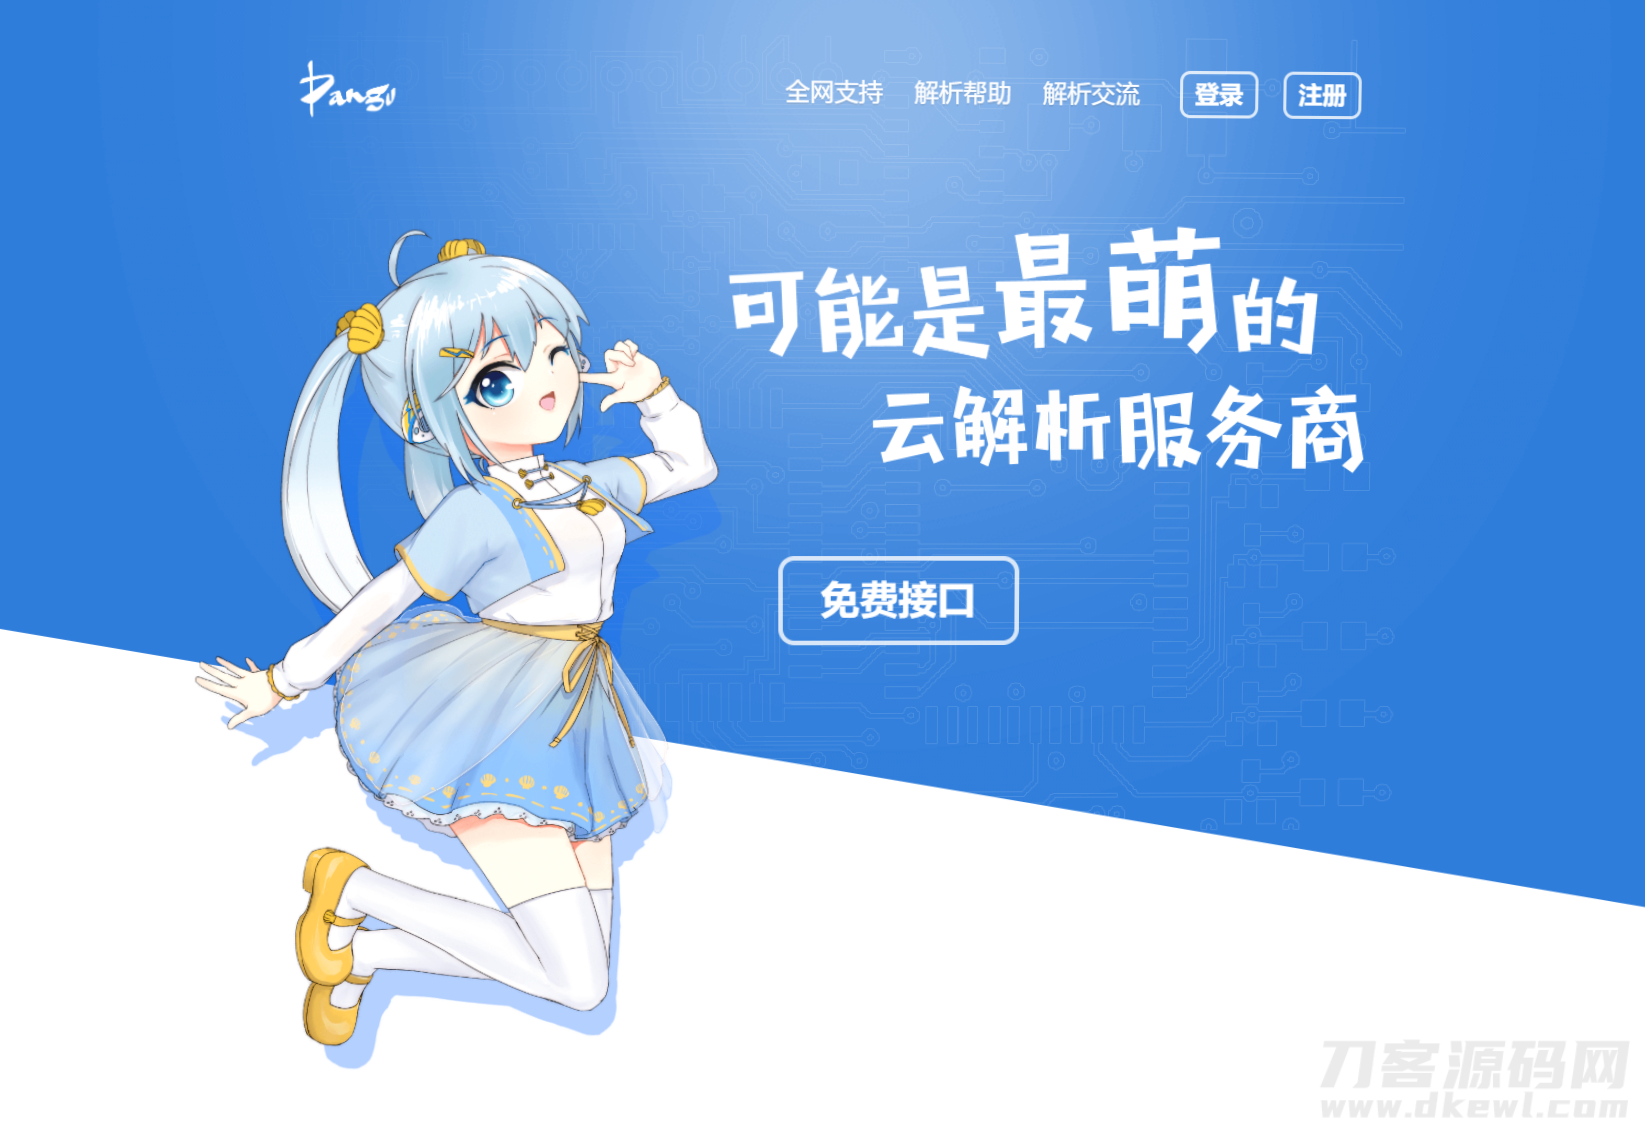 Pangu
全网支持 解析帮助 解析交流 登录 注册
可能是最萌的
云解析服务商
免费接口
刀客源码网
www.dkewl.com